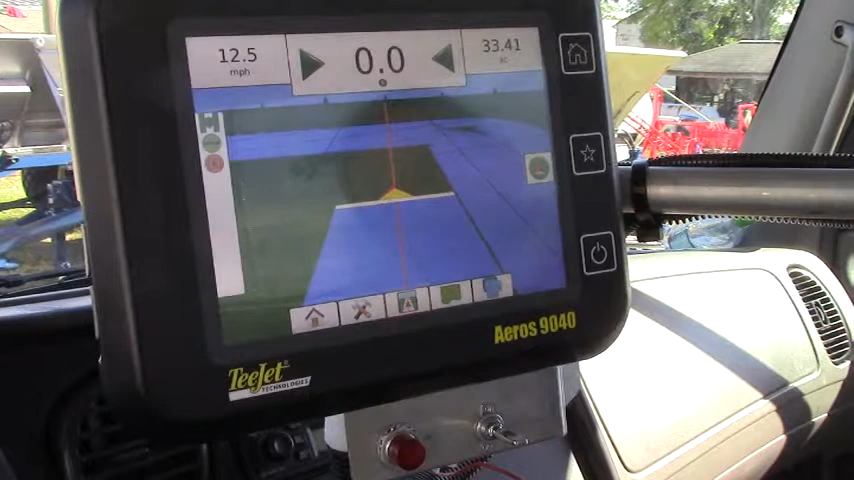 12.5
mph
0.0
33.41
ac
Aeros 9040
TeeJet®
TECHNOLOGIES